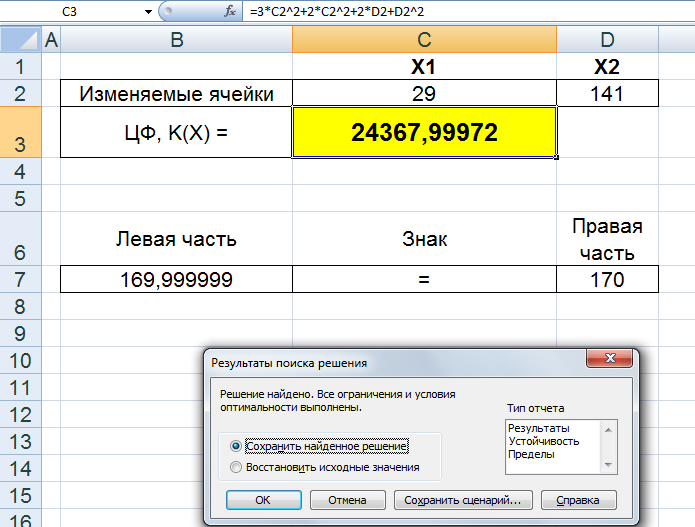 C3 fx =3*C2^2+2*C2^2+2*D2+D2^2
A B C D
1 X1 X2
2 Изменяемые ячейки 29 141
3 ЦФ, K(X) = 24367,99972
4
5
6 Левая часть Знак Правая
часть
7 169,999999 = 170
8
9
10 Результаты поиска решения
11
Решение найдено. Все ограничения и условия
оптимальности выполнены.
Тип отчета
12 Результаты
13 Сохранить найденное решение Устойчивость
Пределы
14 Восстановить исходные значения
15 ОК Отмена Сохранить сценарий... Справка
16